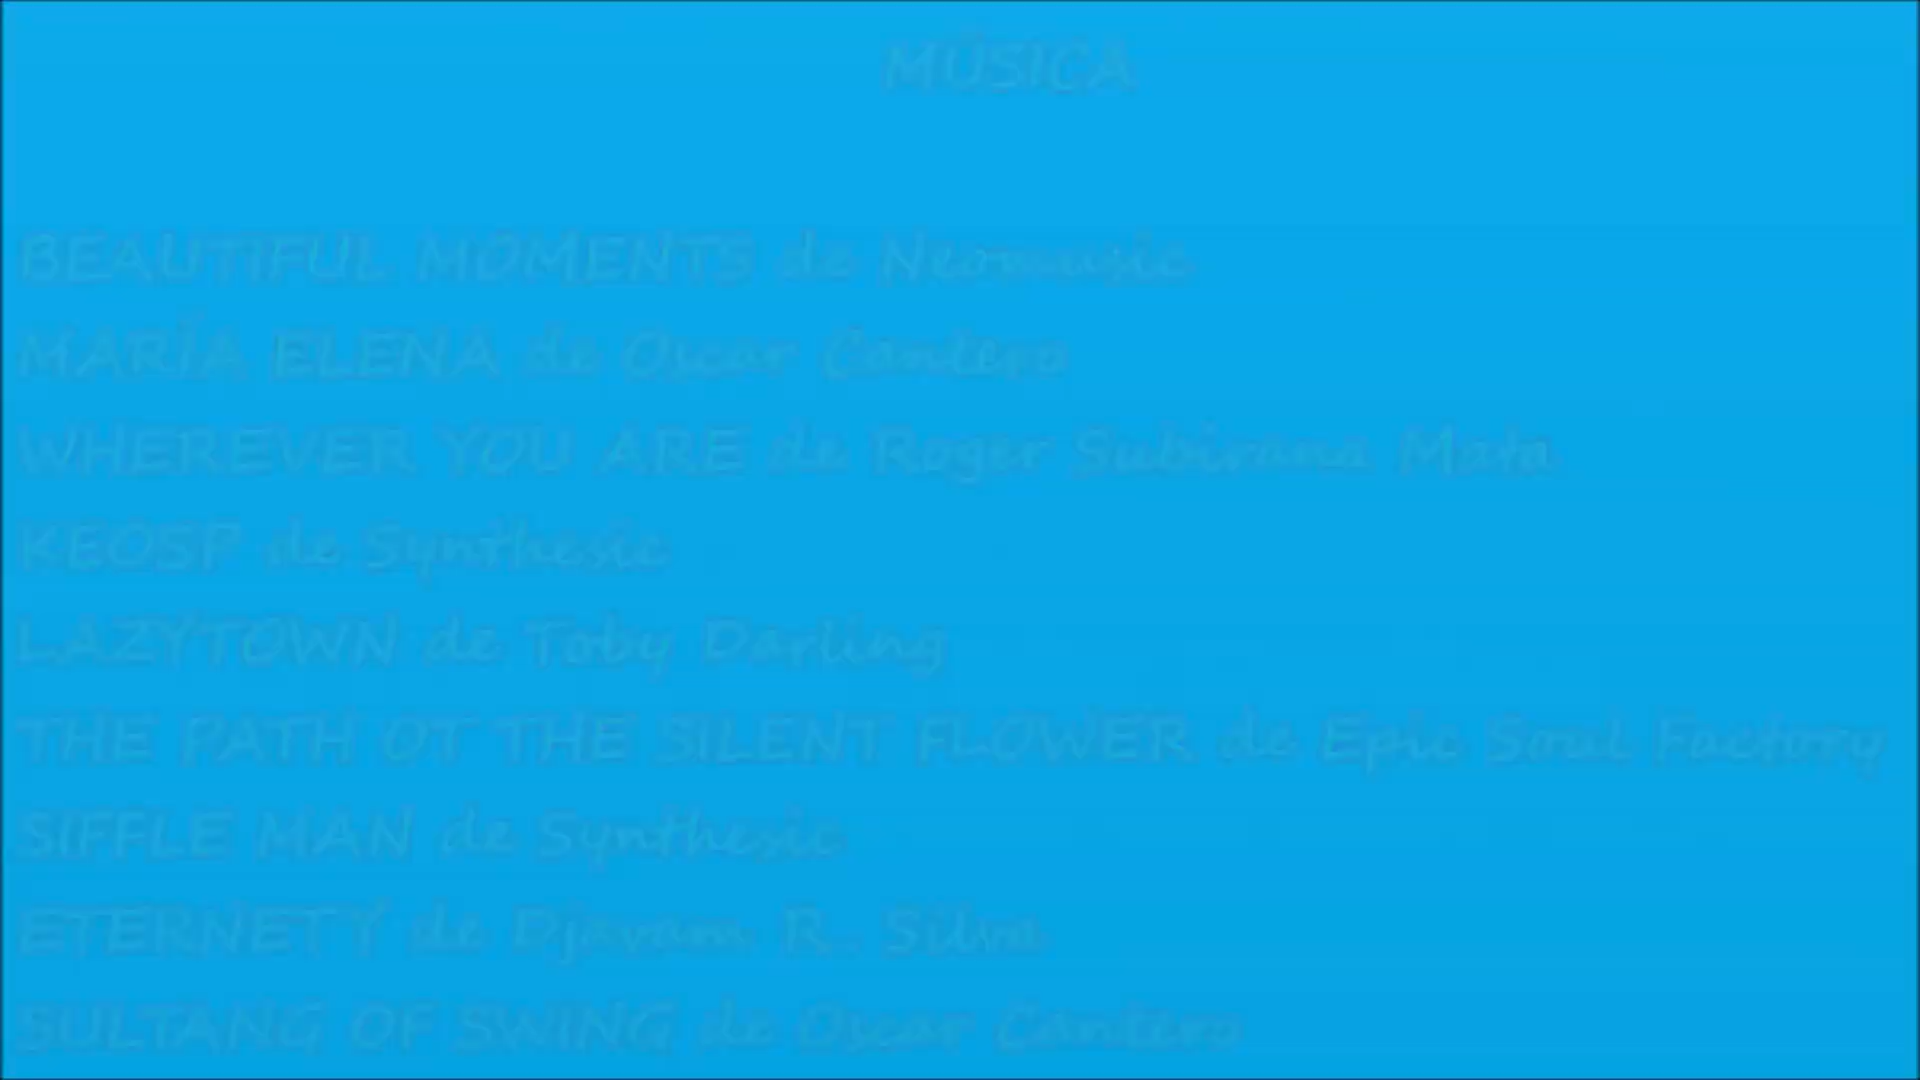 MÚSICA
BEAUTIFUL MOMENTS de Neomusic
MARÍA ELENA de Oscar Cantero
WHEREVER YOU ARE de Roger Subirana Mata
KEOSP de Synthesic
LAZYTOWN de Toby Darling
THE PATH OT THE SILENT FLOWER de Epic Soul Factory
SIFFLE MAN de Synthesic
ETERNETY de Djavam R. Silva
SULTANG OF SWING de Oscar Cantero